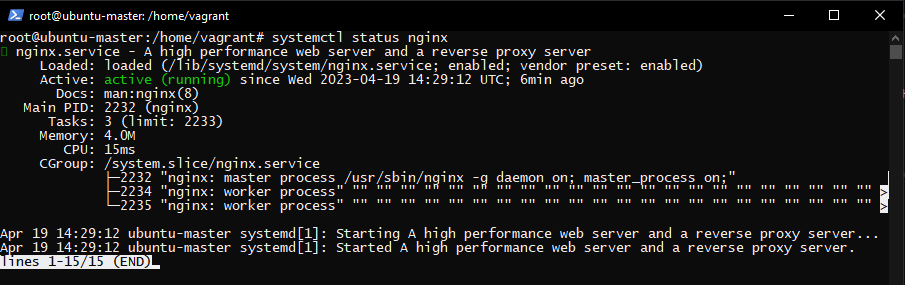 root@ubuntu-master: /home/vagrant
root@ubuntu-master:/home/vagrant# systemctl status nginx
nginx.service - A high performance web server and a reverse proxy server
Loaded: loaded (/lib/systemd/system/nginx.service; enabled; vendor preset: enabled)
Active: active (running) since Wed 2023-04-19 14:29:12 UTC; 6min ago
Docs: man:nginx(8)
Main PID: 2232 (nginx)
Tasks: 3 (limit: 2233)
Memory: 4.0M
CPU: 15ms
CGroup: /system.slice/nginx.service
├─2232 "nginx: master process /usr/sbin/nginx -g daemon on; master_process on;"
├─2234 "nginx: worker process" "" "" "" "" "" "" "" "" "" "" "" "" "" "" "" "" "" "" "" "" "" "" >
└─2235 "nginx: worker process" "" "" "" "" "" "" "" "" "" "" "" "" "" "" "" "" "" "" "" "" "" "" >
Apr 19 14:29:12 ubuntu-master systemd[1]: Starting A high performance web server and a reverse proxy server...
Apr 19 14:29:12 ubuntu-master systemd[1]: Started A high performance web server and a reverse proxy server.
lines 1-15/15 (END)